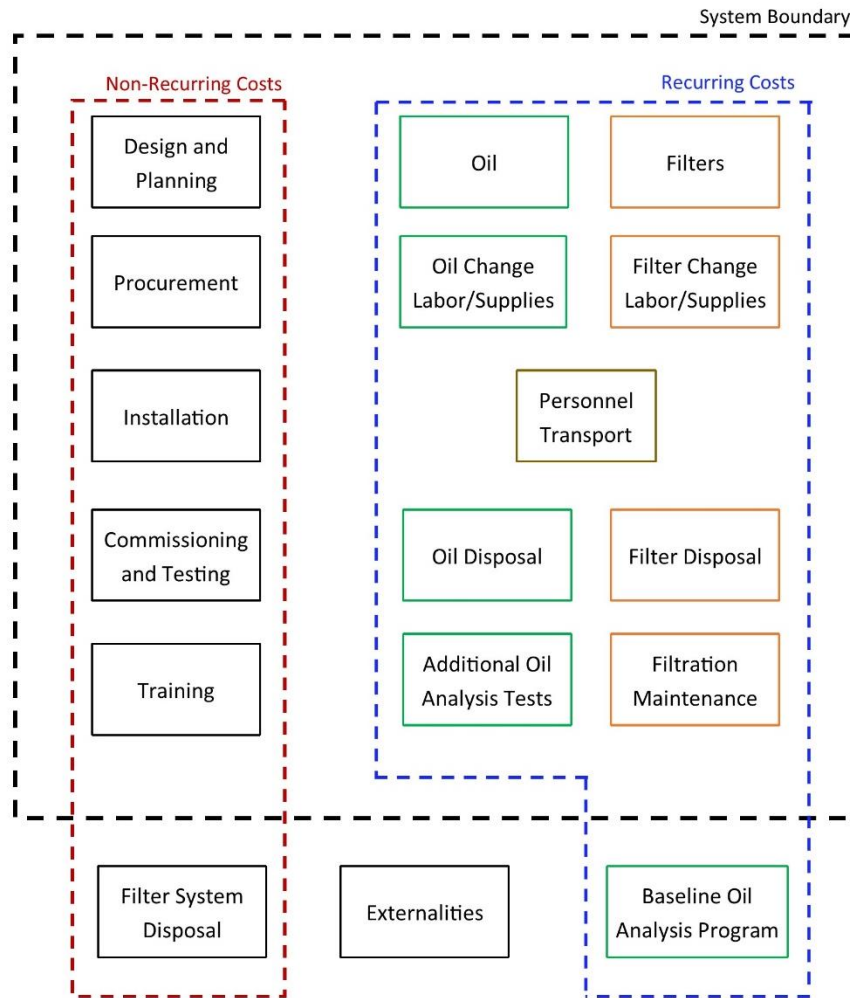 System Boundary
Non-Recurring Costs
Recurring Costs
Design and
Planning
Oil
Filters
Procurement
Oil Change
Labor/Supplies
Filter Change
Labor/Supplies
Installation
Personnel
Transport
Commissioning
and Testing
Oil Disposal
Filter Disposal
Training
Additional Oil
Analysis Tests
Filtration
Maintenance
Filter System
Disposal
Externalities
Baseline Oil
Analysis Program